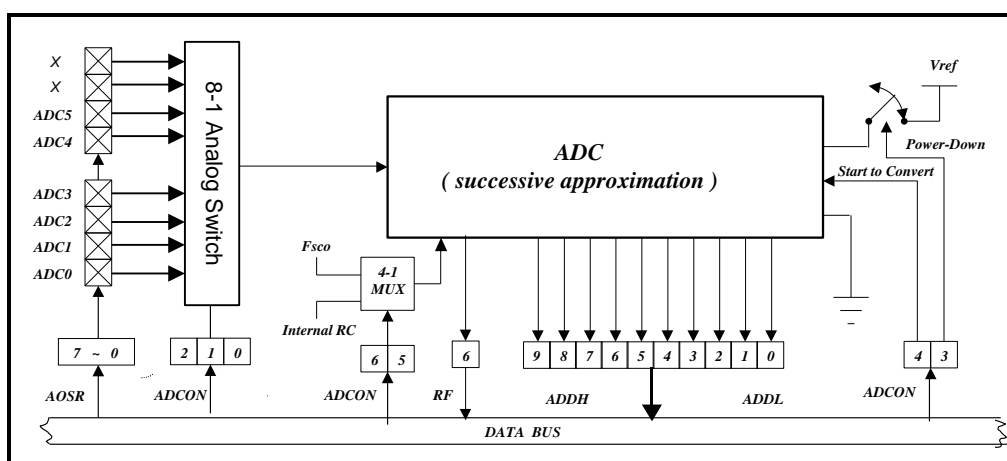 X
X
ADC5
ADC4
ADC3
ADC2
ADC1
ADC0
8-1 Analog Switch
ADC
( successive approximation )
Vref
Power-Down
Start to Convert
Fsco
4-1
MUX
Internal RC
7 ~ 0
2 1 0
6 5
6
9 8 7 6 5 4 3 2 1 0
4 3
AOSR
ADCON
ADCON
RF
ADDH
ADDL
ADCON
DATA BUS